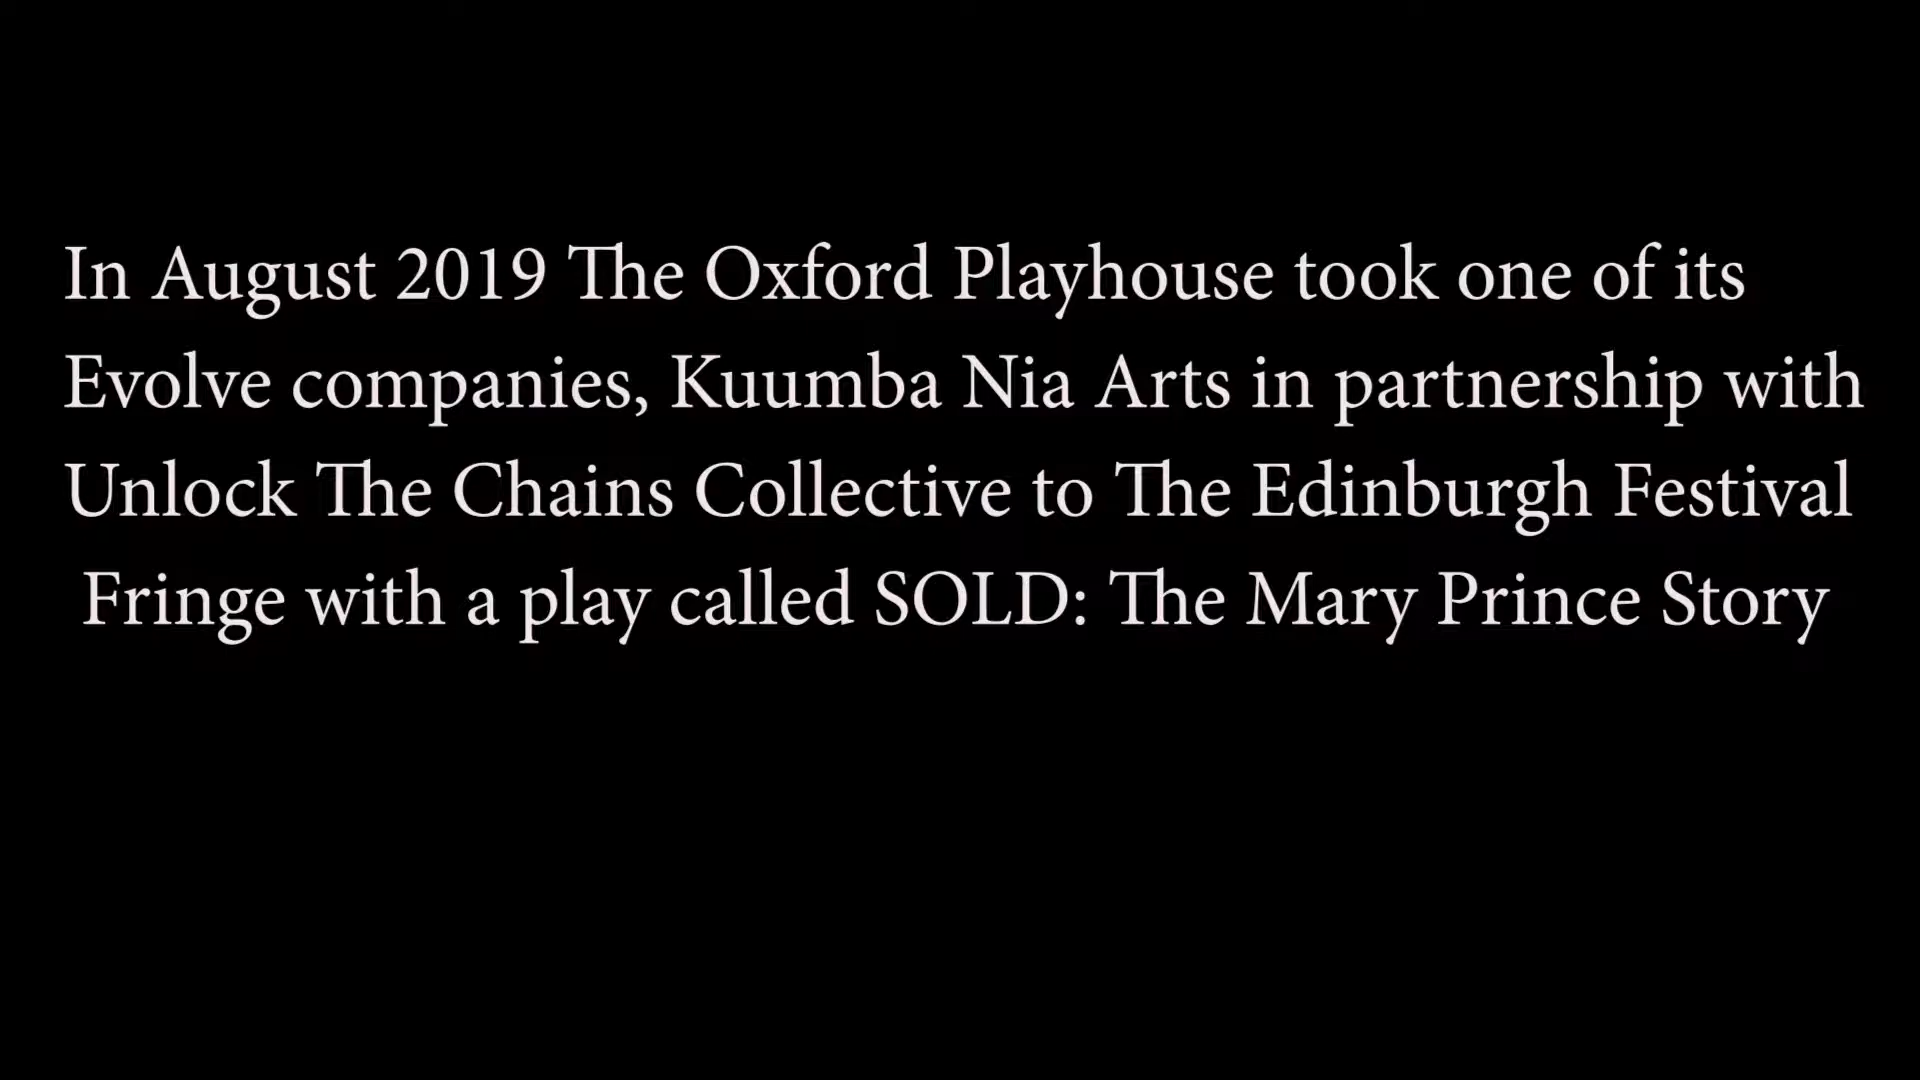 In August 2019 The Oxford Playhouse took one of its
Evolve companies, Kuumba Nia Arts in partnership with
Unlock The Chains Collective to The Edinburgh Festival
Fringe with a play called SOLD: The Mary Prince Story